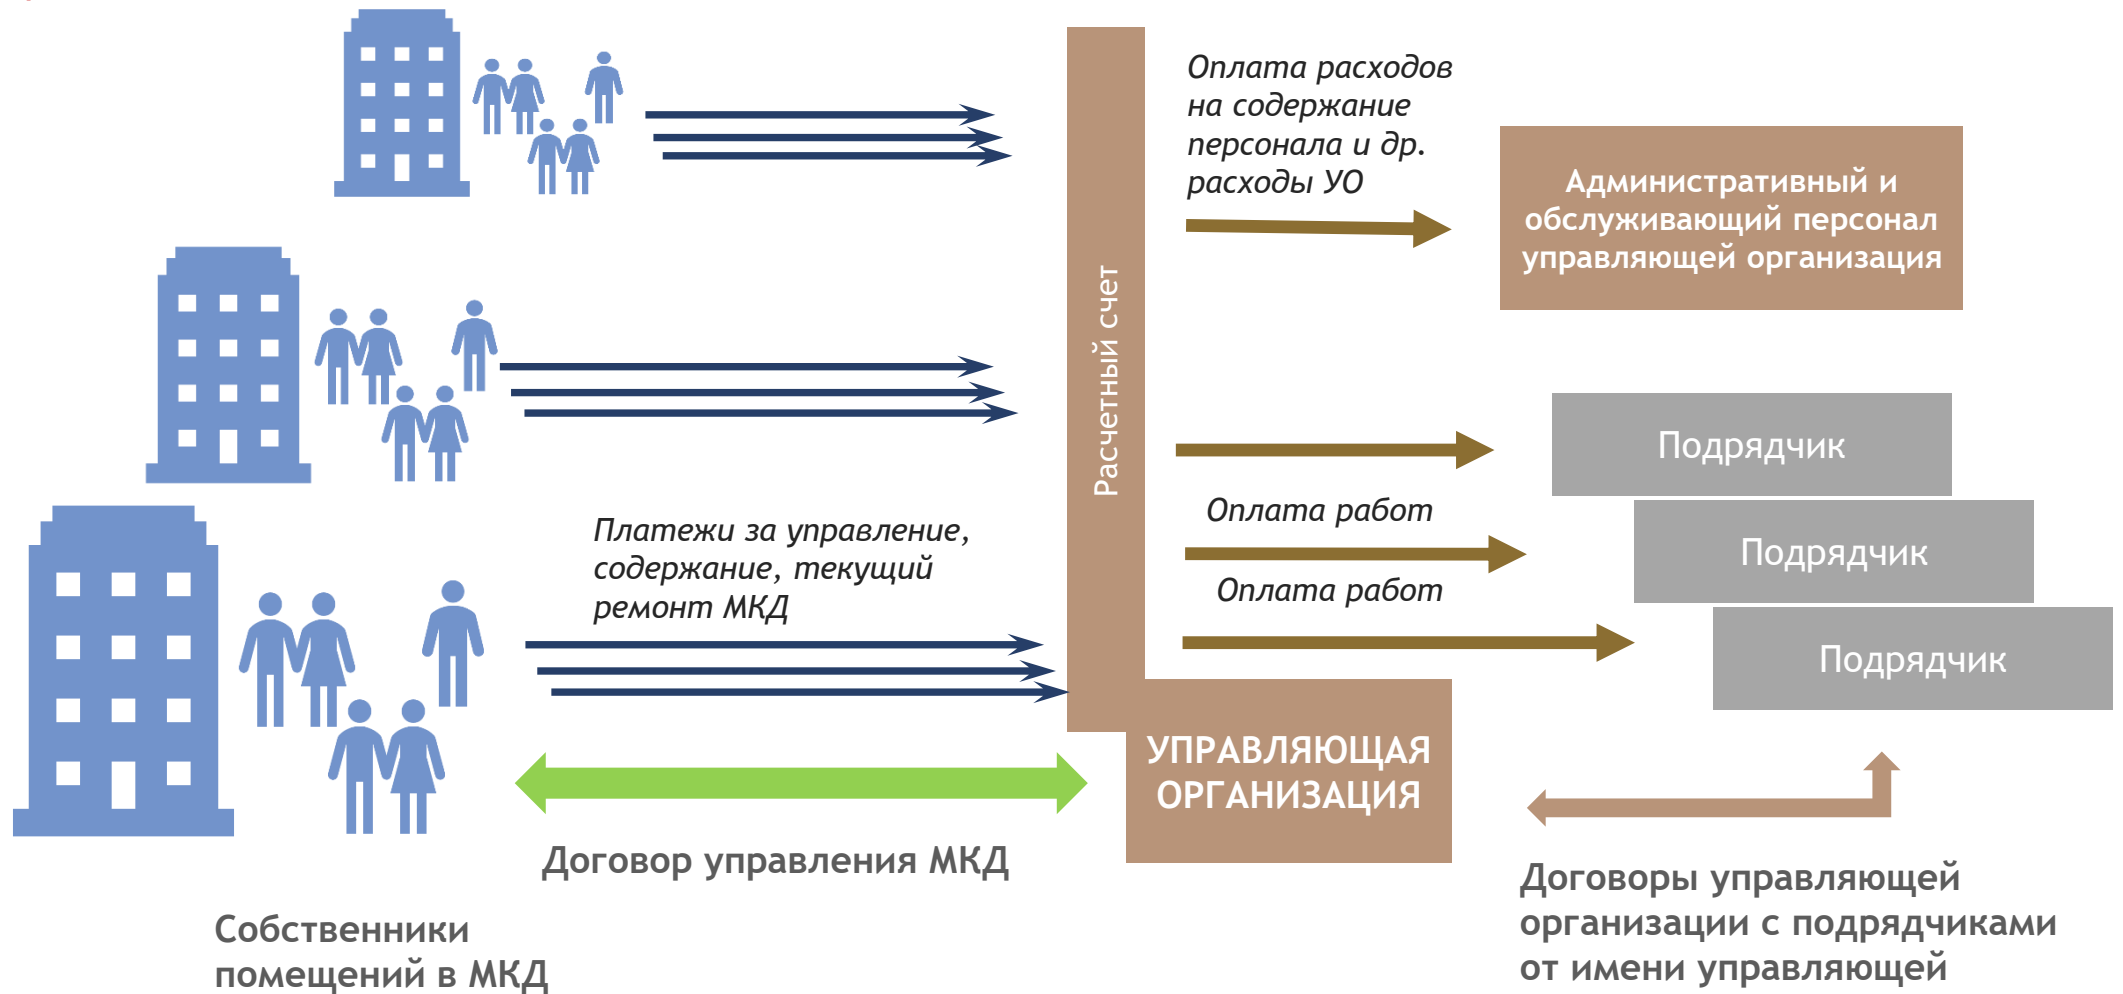 Оплата расходов
на содержание
персонала и др.
расходы УО
Административный и
обслуживающий персонал
управляющей организация
Расчетный счет
Подрядчик
Оплата работ
Подрядчик
Оплата работ
Подрядчик
Платежи за управление,
содержание, текущий
ремонт МКД
УПРАВЛЯЮЩАЯ
ОРГАНИЗАЦИЯ
Договор управления МКД
Собственники
помещений в МКД
Договоры управляющей
организации с подрядчиками
от имени управляющей